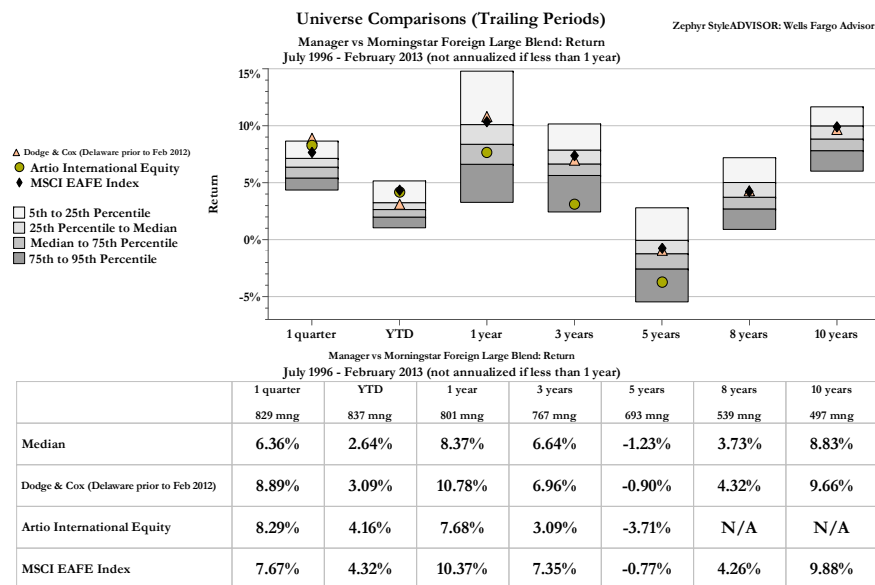 Universe Comparisons (Trailing Periods)
Zephyr StyleADVISOR: Wells Fargo Advisor
Manager vs Morningstar Foreign Large Blend: Return
July 1996 - February 2013 (not annualized if less than 1 year)
15%
10%
5%
0%
-5%
Return
Dodge & Cox (Delaware prior to Feb 2012)
Artio International Equity
MSCI EAFE Index
5th to 25th Percentile
25th Percentile to Median
Median to 75th Percentile
75th to 95th Percentile
1 quarter YTD 1 year 3 years 5 years 8 years 10 years
Manager vs Morningstar Foreign Large Blend: Return
July 1996 - February 2013 (not annualized if less than 1 year)
1 quarter YTD 1 year 3 years 5 years 8 years 10 years
829 mng 837 mng 801 mng 767 mng 693 mng 539 mng 497 mng
Median 6.36% 2.64% 8.37% 6.64% -1.23% 3.73% 8.83%
Dodge & Cox (Delaware prior to Feb 2012) 8.89% 3.09% 10.78% 6.96% -0.90% 4.32% 9.66%
Artio International Equity 8.29% 4.16% 7.68% 3.09% -3.71% N/A N/A
MSCI EAFE Index 7.67% 4.32% 10.37% 7.35% -0.77% 4.26% 9.88%